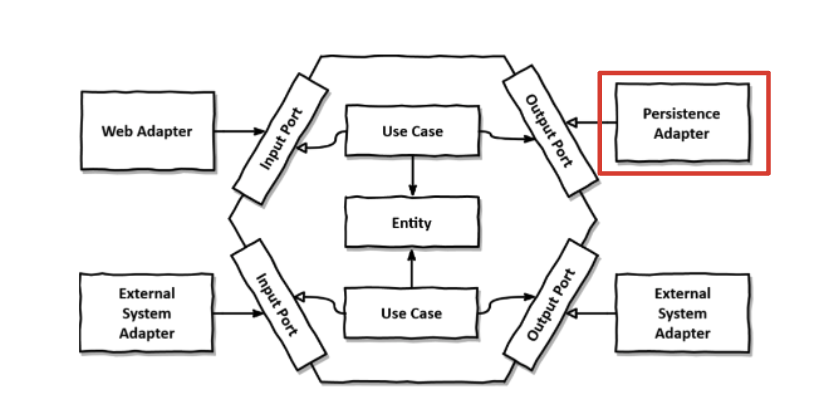 Web Adapter
Input Port
Use Case
Output Port
Persistence
Adapter
Entity
External
System
Adapter
Input Port
Use Case
Output Port
External
System
Adapter